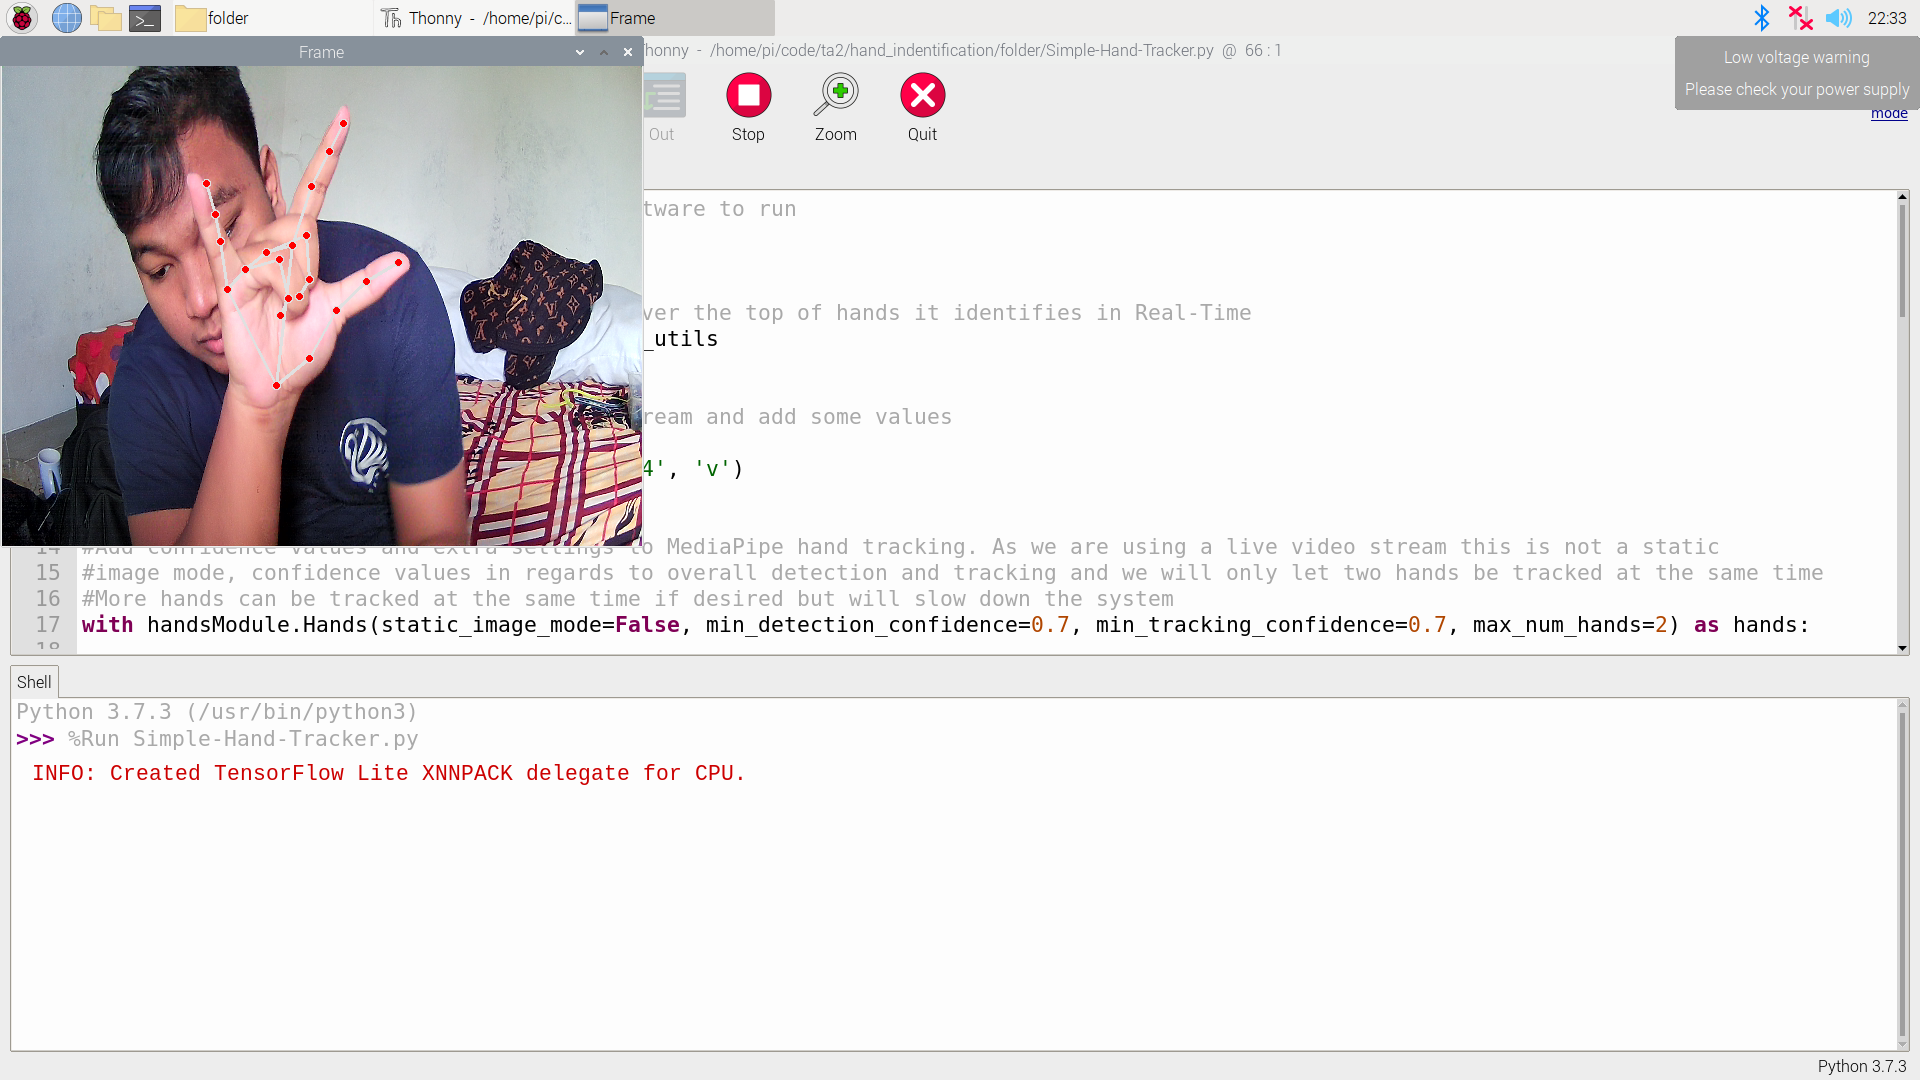 folder
Thonny - /home/pi/c...
Frame
22:33
Frame
honny - /home/pi/code/ta2/hand_indentification/folder/Simple-Hand-Tracker.py @ 66 : 1
Low voltage warning
Please check your power supply
mode
Out
Stop
Zoom
Quit
tware to run
ver the top of hands it identifies in Real-Time
_utils
ream and add some values
4', 'v')
14 #Add confidence values and extra settings to MediaPipe hand tracking. As we are using a live video stream this is not a static
15 #image mode, confidence values in regards to overall detection and tracking and we will only let two hands be tracked at the same time
16 #More hands can be tracked at the same time if desired but will slow down the system
17 with handsModule.Hands(static_image_mode=False, min_detection_confidence=0.7, min_tracking_confidence=0.7, max_num_hands=2) as hands:
18
Shell
Python 3.7.3 (/usr/bin/python3)
>>> %Run Simple-Hand-Tracker.py
INFO: Created TensorFlow Lite XNNPACK delegate for CPU.
Python 3.7.3